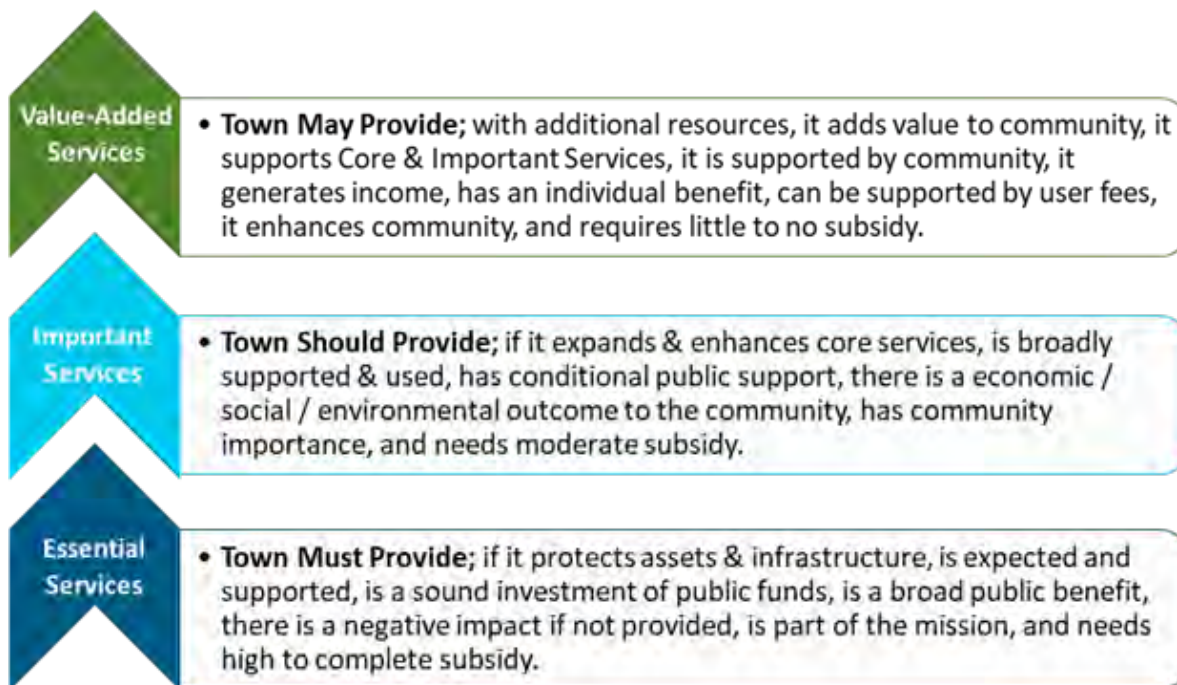 Value-Added
Services
• Town May Provide; with additional resources, it adds value to community, it
supports Core & Important Services, it is supported by community, it
generates income, has an individual benefit, can be supported by user fees,
it enhances community, and requires little to no subsidy.
Important
Services
• Town Should Provide; if it expands & enhances core services, is broadly
supported & used, has conditional public support, there is a economic /
social / environmental outcome to the community, has community
importance, and needs moderate subsidy.
Essential
Services
• Town Must Provide; if it protects assets & infrastructure, is expected and
supported, is a sound investment of public funds, is a broad public benefit,
there is a negative impact if not provided, is part of the mission, and needs
high to complete subsidy.